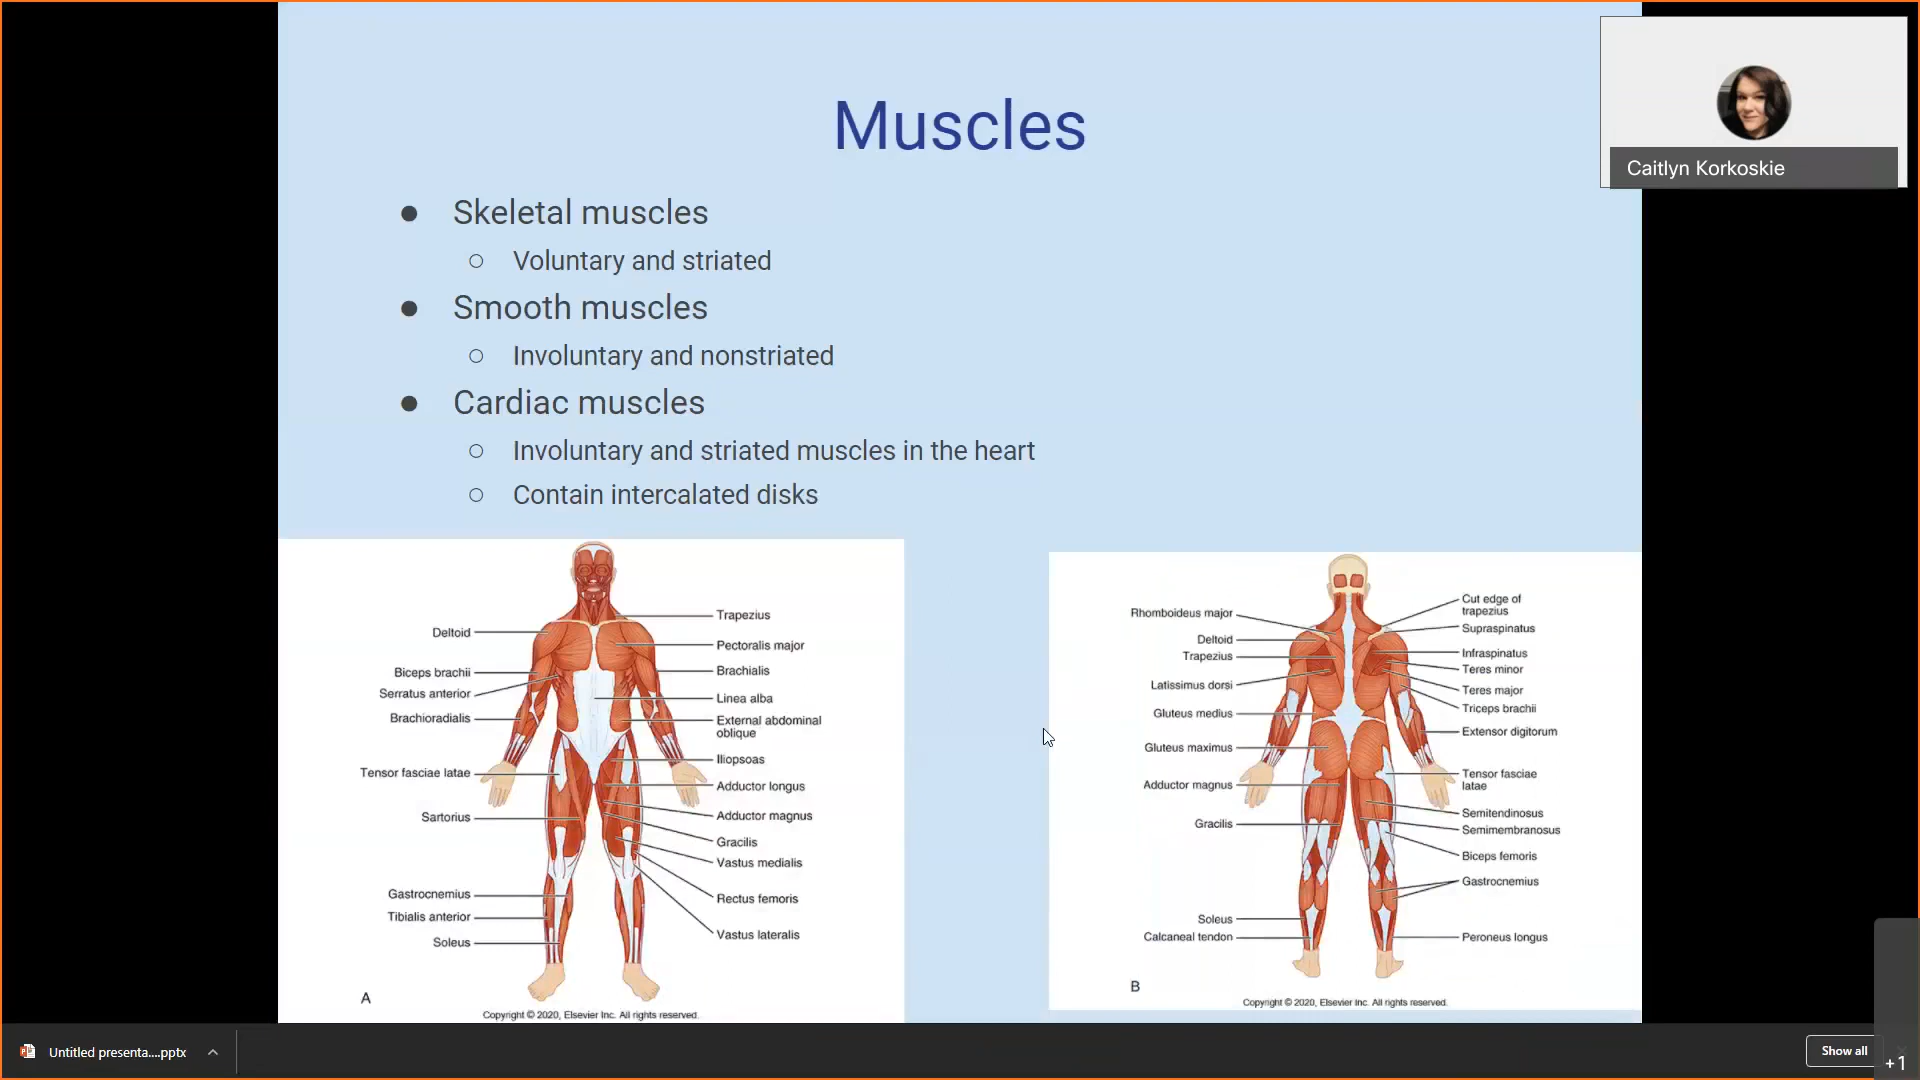 Muscles
Caitlyn Korkoskie
● Skeletal muscles
○ Voluntary and striated
● Smooth muscles
○ Involuntary and nonstriated
● Cardiac muscles
○ Involuntary and striated muscles in the heart
○ Contain intercalated disks
Deltoid
Biceps brachii
Serratus anterior
Brachioradialis
Tensor fasciae latae
Sartorius
Gastrocnemius
Tibialis anterior
Soleus
Trapezius
Pectoralis major
Brachialis
Linea alba
External abdominal
oblique
Iliopsoas
Adductor longus
Adductor magnus
Gracilis
Vastus medialis
Rectus femoris
Vastus lateralis
A
Copyright © 2020, Elsevier Inc. All rights reserved.
Rhomboideus major
Deltoid
Trapezius
Latissimus dorsi
Gluteus medius
Gluteus maximus
Adductor magnus
Gracilis
Soleus
Calcaneal tendon
Cut edge of
trapezius
Supraspinatus
Infraspinatus
Teres minor
Teres major
Triceps brachii
Extensor digitorum
Tensor fasciae
latae
Semitendinosus
Semimembranosus
Biceps femoris
Gastrocnemius
Peroneus longus
B
Copyright © 2020, Elsevier Inc. All rights reserved.
Untitled presenta....pptx
Show all
+1